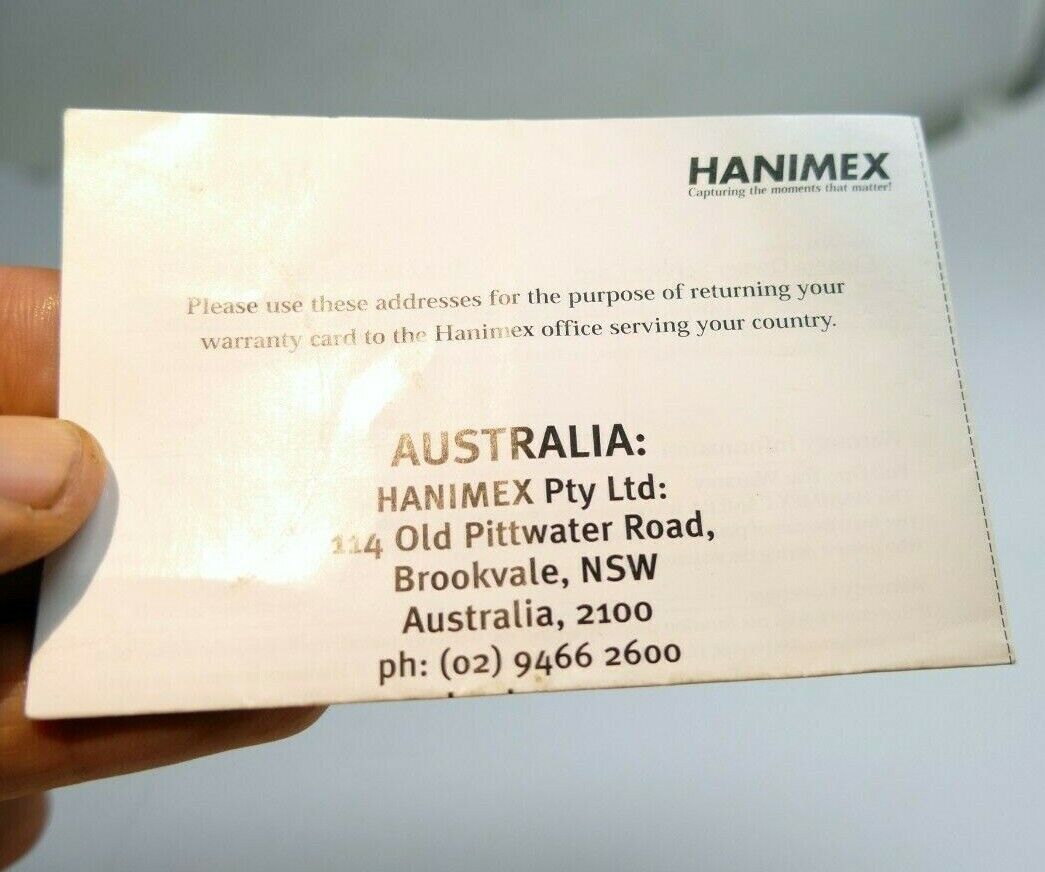 HANIMEX
Capturing the moments that matter!
Please use these addresses for the purpose of returning your
warranty card to the Hanimex office serving your country.
AUSTRALIA:
HANIMEX Pty Ltd:
114 Old Pittwater Road,
Brookvale, NSW
Australia, 2100
ph: (02) 9466 2600